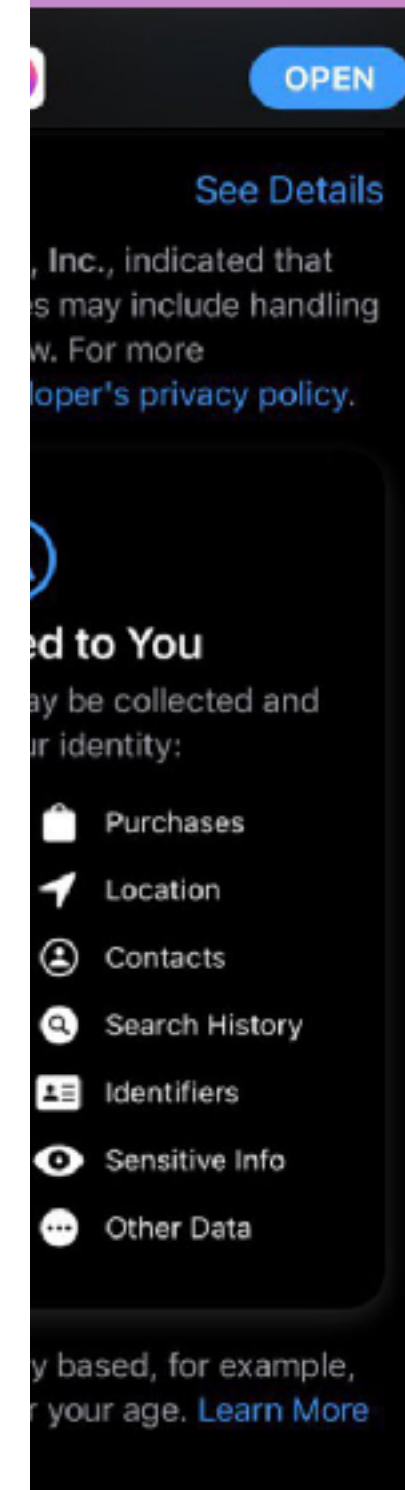 OPEN
See Details
, Inc., indicated that
es may include handling
w. For more
loper's privacy policy.
ed to You
ay be collected and
ur identity:
Purchases
Location
Contacts
Search History
Identifiers
Sensitive Info
Other Data
y based, for example,
r your age. Learn More